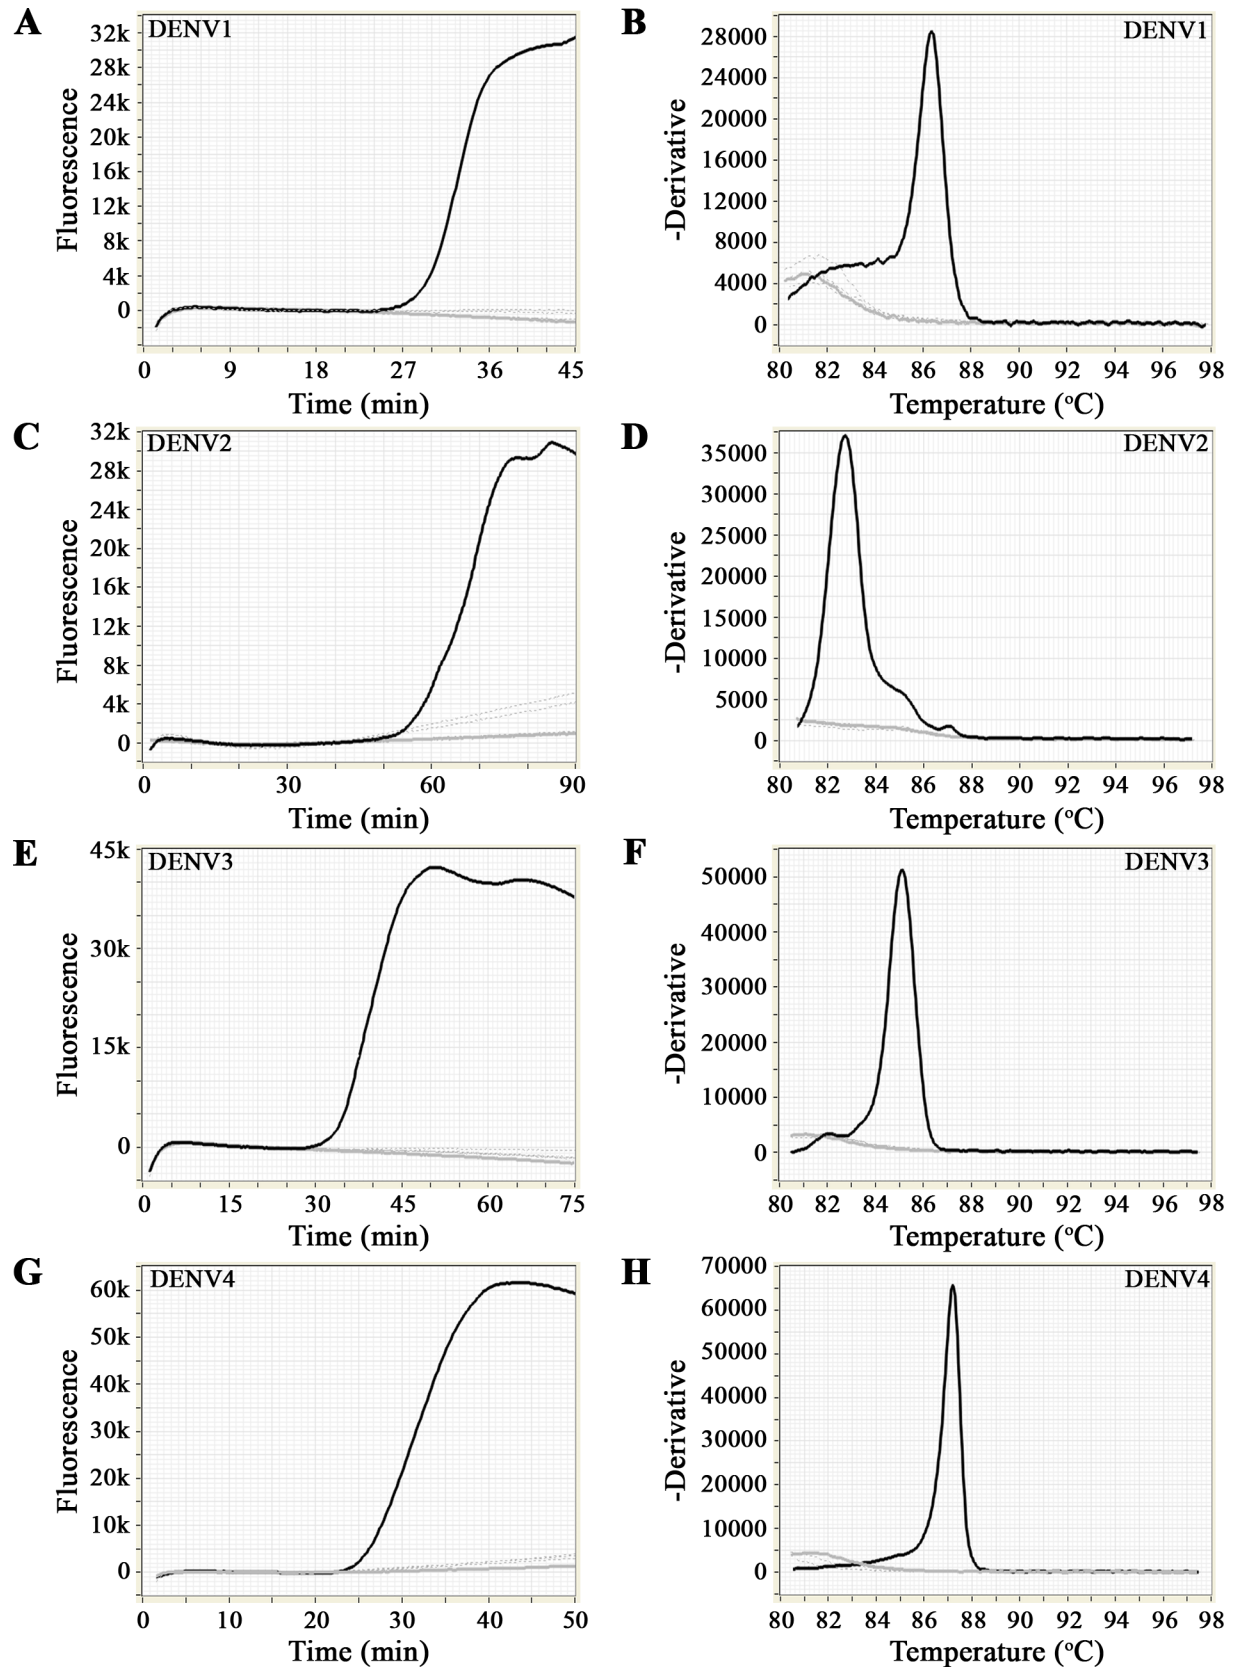 A
DENV1
Fluorescence
32k
28k
24k
20k
16k
12k
8k
4k
0
0 9 18 27 36 45
Time (min)
B
DENV1
-Derivative
28000
24000
20000
16000
12000
8000
4000
0
80 82 84 86 88 90 92 94 96 98
Temperature (°C)
C
DENV2
Fluorescence
32k
28k
24k
20k
16k
12k
8k
4k
0
0 30 60 90
Time (min)
D
DENV2
-Derivative
35000
30000
25000
20000
15000
10000
5000
0
80 82 84 86 88 90 92 94 96 98
Temperature (°C)
E
DENV3
Fluorescence
45k
30k
15k
0
0 15 30 45 60 75
Time (min)
F
DENV3
-Derivative
50000
40000
30000
20000
10000
0
80 82 84 86 88 90 92 94 96 98
Temperature (°C)
G
DENV4
Fluorescence
60k
50k
40k
30k
20k
10k
0
0 10 20 30 40 50
Time (min)
H
DENV4
-Derivative
70000
60000
50000
40000
30000
20000
10000
0
80 82 84 86 88 90 92 94 96 98
Temperature (°C)